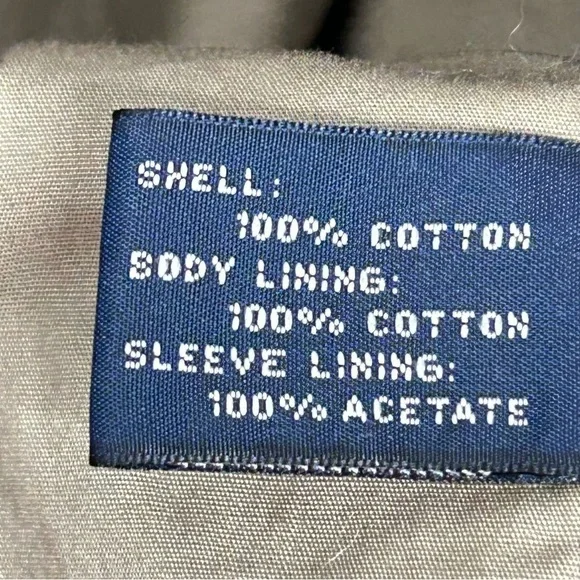 SHELL:
100% COTTON
BODY LINING:
100% COTTON
SLEEVE LINING:
100% ACETATE